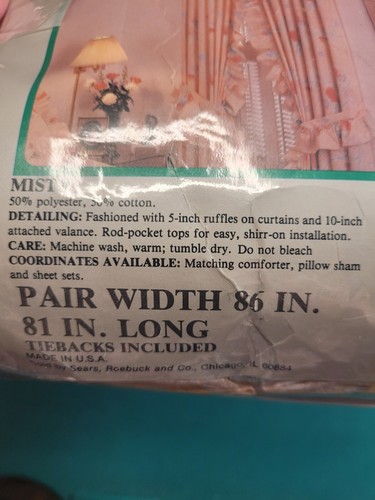 MIST
50% polyester, 50% cotton.
DETAILING: Fashioned with 5-inch ruffles on curtains and 10-inch
attached valance. Rod-pocket tops for easy, shirr-on installation.
CARE: Machine wash, warm; tumble dry. Do not bleach
COORDINATES AVAILABLE: Matching comforter, pillow sham
and sheet sets.
PAIR WIDTH 86 IN.
81 IN. LONG
TIEBACKS INCLUDED
MADE IN U.S.A.
by Sears, Roebuck and Co., Chicago, IL 60684